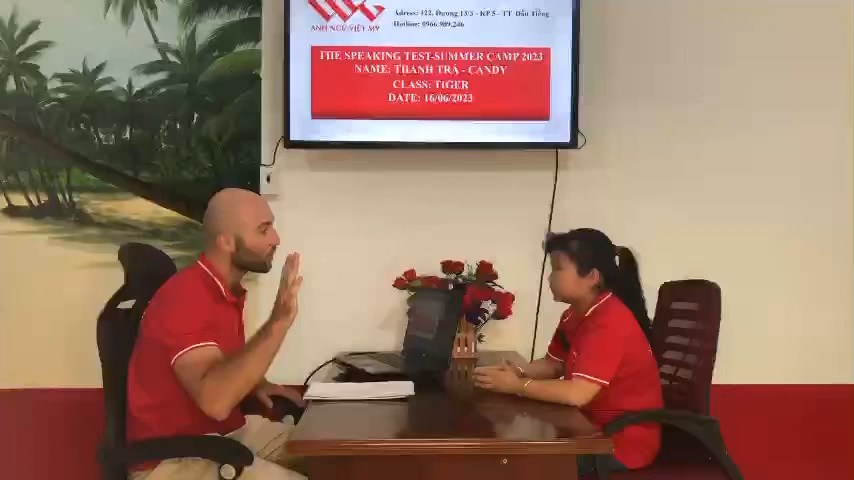 ANH NGỮ VIỆT MỸ
Adress: 122, Đường 13/3 - KP 5 - TT Dầu Tiếng
Hotline: 0966.909.246
THE SPEAKING TEST-SUMMER CAMP 2023
NAME: THANH TRÀ - CANDY
CLASS: TIGER
DATE: 16/06/2023